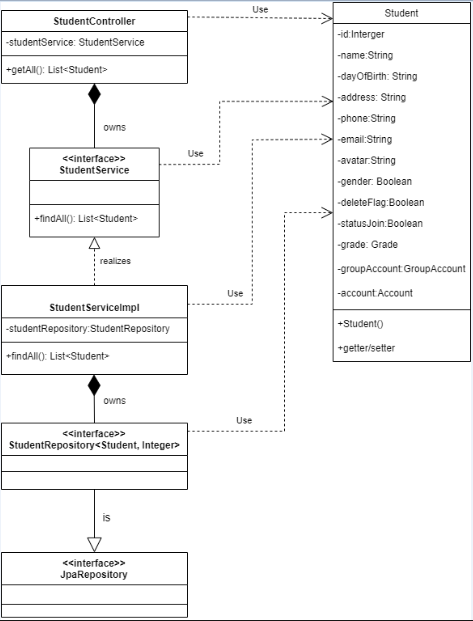 StudentController
-studentService: StudentService
+getAll(): List<Student>
owns
<<interface>>
StudentService
+findAll(): List<Student>
realizes
StudentServiceImpl
-studentRepository:StudentRepository
+findAll(): List<Student>
owns
<<interface>>
StudentRepository<Student, Integer>
is
<<interface>>
JpaRepository
Use
Use
Use
Use
Student
-id:Interger
-name:String
-dayOfBirth: String
-address: String
-phone:String
-email:String
-avatar:String
-gender: Boolean
-deleteFlag:Boolean
-statusJoin:Boolean
-grade: Grade
-groupAccount:GroupAccount
-account:Account
+Student()
+getter/setter